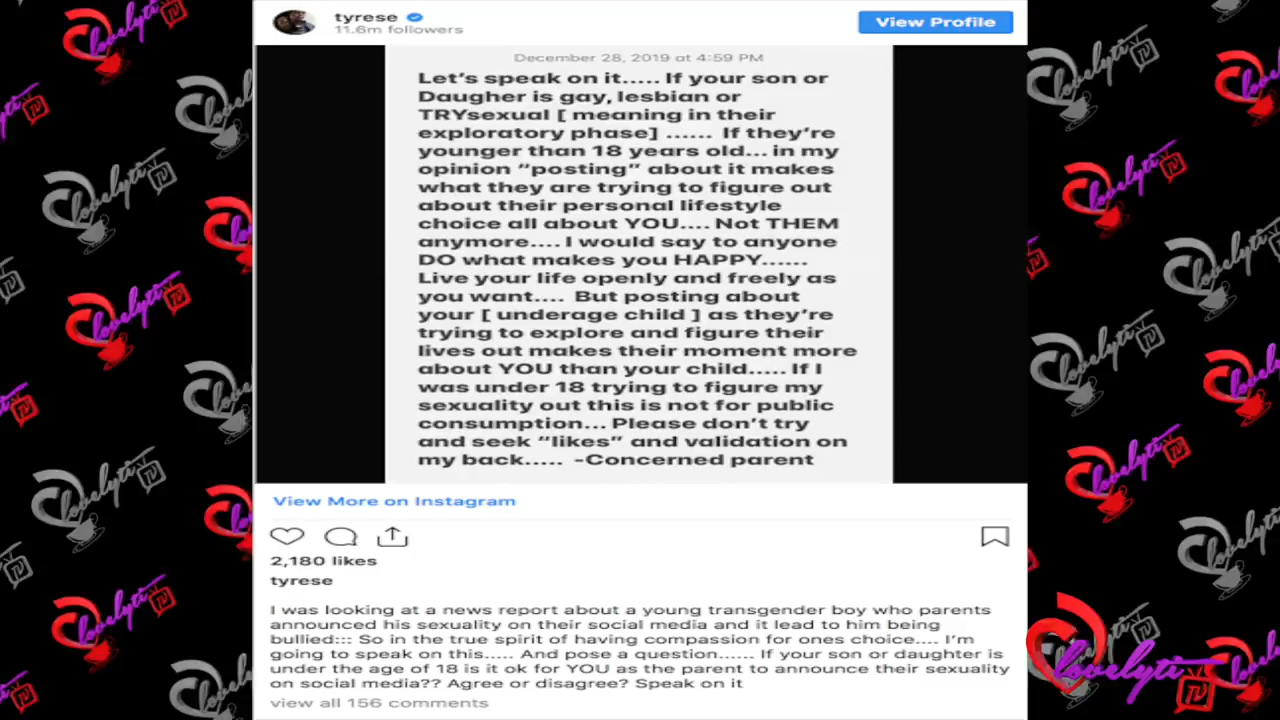 tyrese
View Profile
11.6m followers
December 28, 2019 at 4:59 PM
Let's speak on it..... If your son or
Daugher is gay, lesbian or
TRYsexual [ meaning in their
exploratory phase] ...... If they're
younger than 18 years old... in my
opinion "posting" about it makes
what they are trying to figure out
about their personal lifestyle
choice all about YOU.... Not THEM
anymore.... I would say to anyone
DO what makes you HAPPY......
Live your life openly and freely as
you want.... But posting about
your [ underage child ] as they're
trying to explore and figure their
lives out makes their moment more
about YOU than your child..... If I
was under 18 trying to figure my
sexuality out this is not for public
consumption... Please don't try
and seek "likes" and validation on
my back..... -Concerned parent
View More on Instagram
2,180 likes
tyrese
I was looking at a news report about a young transgender boy who parents
announced his sexuality on their social media and it lead to him being
bullied::: So in the true spirit of having compassion for ones choice.... I'm
going to speak on this..... And pose a question...... If your son or daughter is
under the age of 18 is it ok for YOU as the parent to announce their sexuality
on social media?? Agree or disagree? Speak on it
view all 156 comments
lovelyti TV